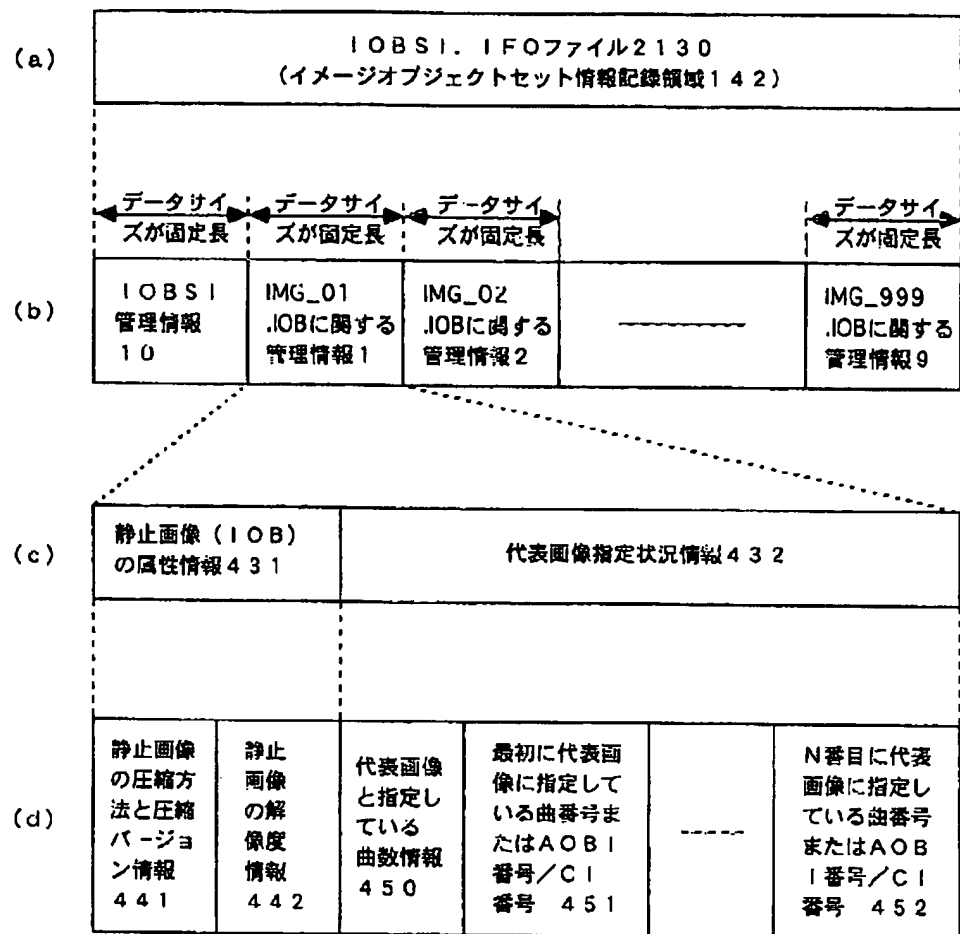 (a)
IOBSI. IFOファイル2130
(イメージオブジェクトセット情報記録領域142)
データサイ
ズが固定長
データサイ
ズが固定長
データサイ
ズが固定長
データサイ
ズが固定長
(b)
IOBSI
管理情報
10
IMG_01
.IOBに関する
管理情報1
IMG_02
.IOBに関する
管理情報2
IMG_999
.IOBに関する
管理情報9
(c)
静止画像(IOB)
の属性情報431
代表画像指定状況情報432
(d)
静止画像
の圧縮方
法と圧縮
バージョ
ン情報
441
静止
画像
の解
像度
情報
442
代表画像
と指定し
ている
曲数情報
450
最初に代表画
像に指定して
いる曲番号ま
たはAOBI
番号/CI
番号 451
N番目に代表
画像に指定し
ている曲番号
またはAOB
I番号/CI
番号 452